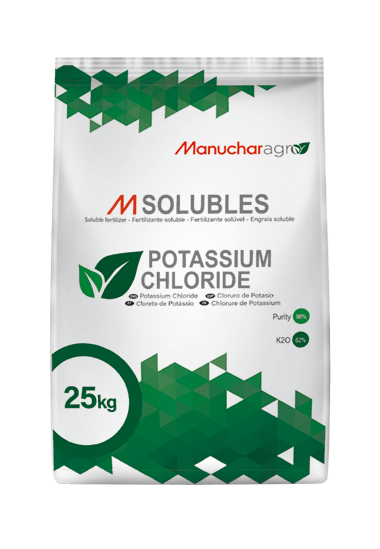 Manucharagro
M SOLUBLES
Soluble fertilizer - Fertilizante soluble - Fertilizante solúvel - Engrais soluble
POTASSIUM
CHLORIDE
Potassium Chloride Cloruro de Potasio
Cloreto de Potássio Chlorure de Potassium
Purity 98%
K2O 62%
25kg